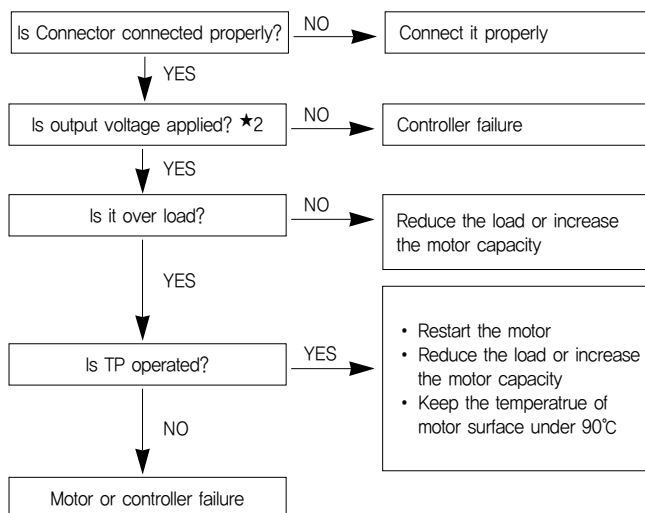 Is Connector connected properly?
NO
Connect it properly
YES
Is output voltage applied? ★2
NO
Controller failure
YES
Is it over load?
NO
Reduce the load or increase
the motor capacity
YES
Is TP operated?
YES
• Restart the motor
• Reduce the load or increase
the motor capacity
• Keep the temperatrue of
motor surface under 90℃
NO
Motor or controller failure